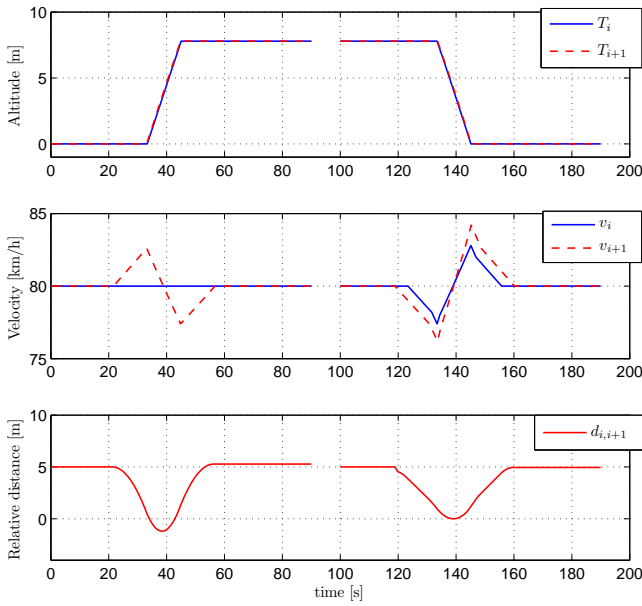 Altitude [m]
10
5
0
0 20 40 60 80 100 120 140 160 180 200
T_i
T_{i+1}
Velocity [km/h]
85
80
75
0 20 40 60 80 100 120 140 160 180 200
v_i
v_{i+1}
Relative distance [m]
10
5
0
0 20 40 60 80 100 120 140 160 180 200
d_{i,i+1}
time [s]